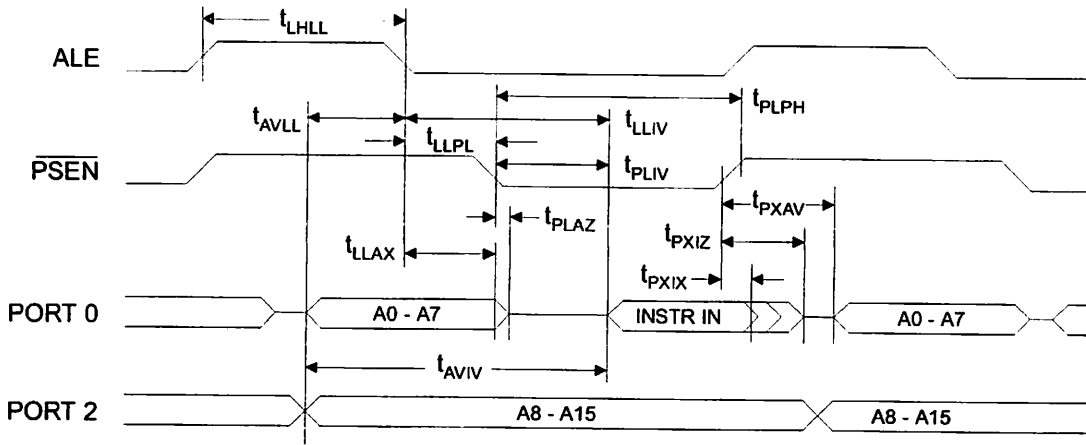 tLHLL
ALE
tPLPH
tAVLL
tLLIV
tLLPL
PSEN
tPLIV
tPXAV
tPLAZ
tPXIZ
tLLAX
tPXIX
PORT 0
A0 - A7
INSTR IN
A0 - A7
tAVIV
PORT 2
A8 - A15
A8 - A15